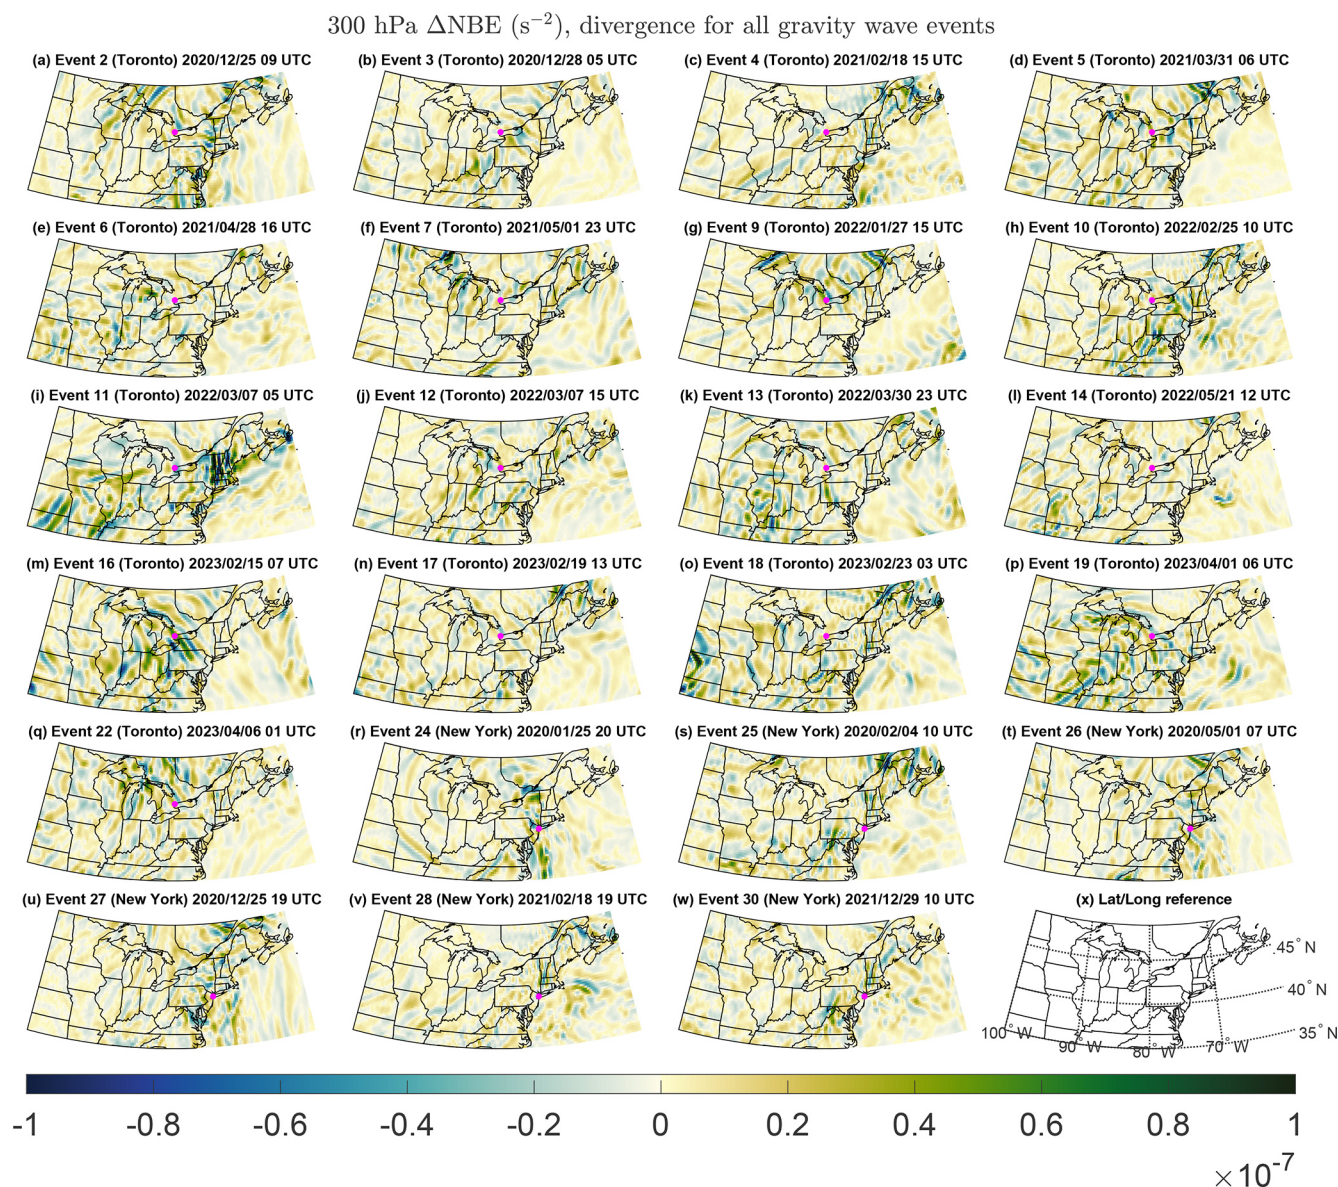 300 hPa ΔNBE (s⁻²), divergence for all gravity wave events
(a) Event 2 (Toronto) 2020/12/25 09 UTC
(b) Event 3 (Toronto) 2020/12/28 05 UTC
(c) Event 4 (Toronto) 2021/02/18 15 UTC
(d) Event 5 (Toronto) 2021/03/31 06 UTC
(e) Event 6 (Toronto) 2021/04/28 16 UTC
(f) Event 7 (Toronto) 2021/05/01 23 UTC
(g) Event 9 (Toronto) 2022/01/27 15 UTC
(h) Event 10 (Toronto) 2022/02/25 10 UTC
(i) Event 11 (Toronto) 2022/03/07 05 UTC
(j) Event 12 (Toronto) 2022/03/07 15 UTC
(k) Event 13 (Toronto) 2022/03/30 23 UTC
(l) Event 14 (Toronto) 2022/05/21 12 UTC
(m) Event 16 (Toronto) 2023/02/15 07 UTC
(n) Event 17 (Toronto) 2023/02/19 13 UTC
(o) Event 18 (Toronto) 2023/02/23 03 UTC
(p) Event 19 (Toronto) 2023/04/01 06 UTC
(q) Event 22 (Toronto) 2023/04/06 01 UTC
(r) Event 24 (New York) 2020/01/25 20 UTC
(s) Event 25 (New York) 2020/02/04 10 UTC
(t) Event 26 (New York) 2020/05/01 07 UTC
(u) Event 27 (New York) 2020/12/25 19 UTC
(v) Event 28 (New York) 2021/02/18 19 UTC
(w) Event 30 (New York) 2021/12/29 10 UTC
(x) Lat/Long reference
45° N
40° N
35° N
100° W
90° W
80° W
70° W
-1 -0.8 -0.6 -0.4 -0.2 0 0.2 0.4 0.6 0.8 1
×10⁻⁷